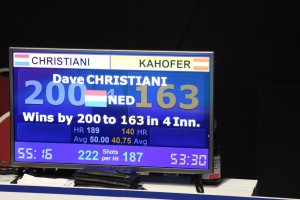 CHRISTIANI KAHOFER
Dave CHRISTIANI
200 NED 163
Wins by 200 to 163 in 4 Inn.
HR 189 140 HR
Avg 50.00 40.75 Avg
55:16 222 Shots per Hr 187 53:30